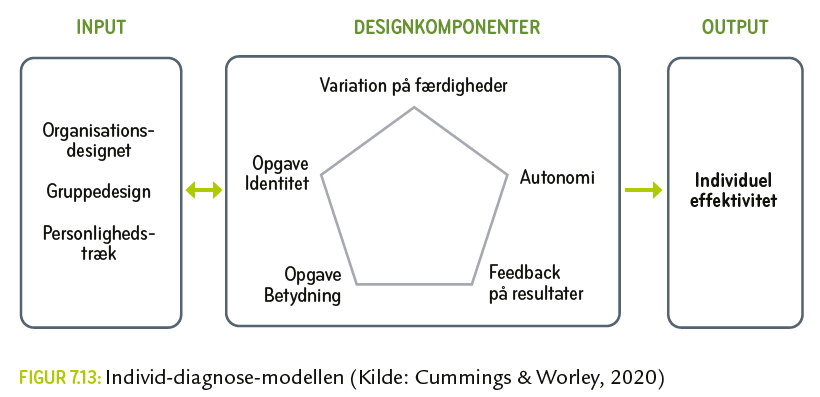 INPUT
DESIGNKOMPONENTER
OUTPUT
Organisations-
designet
Gruppedesign
Personligheds-
træk
Variation på færdigheder
Opgave
Identitet
Autonomi
Opgave
Betydning
Feedback
på resultater
Individuel
effektivitet
FIGUR 7.13: Individ-diagnose-modellen (Kilde: Cummings & Worley, 2020)